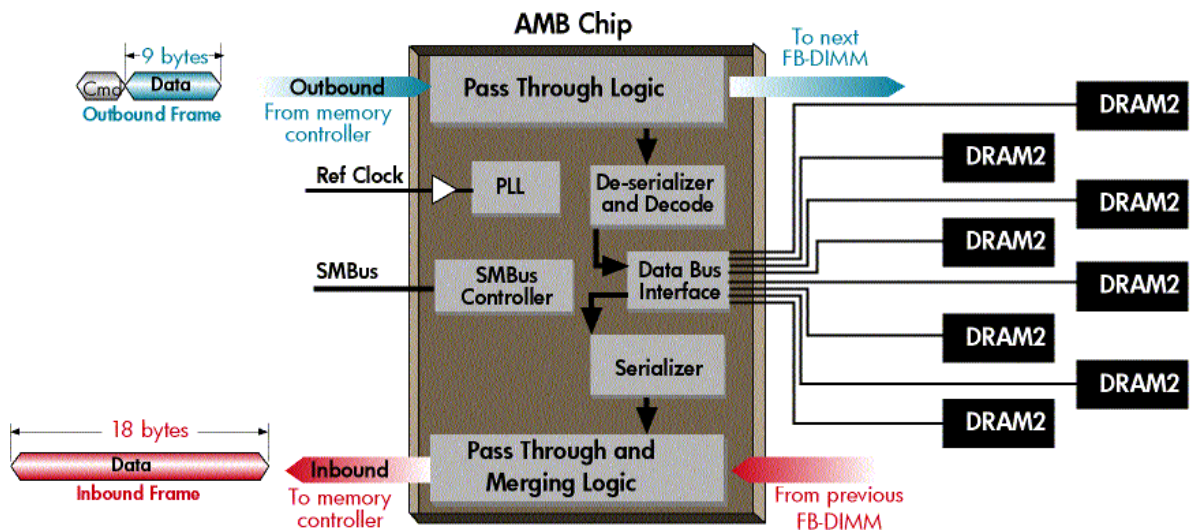 AMB Chip
9 bytes
Cmd
Data
Outbound Frame
Outbound
From memory
controller
Pass Through Logic
To next
FB-DIMM
Ref Clock
PLL
De-serializer
and Decode
SMBus
SMBus
Controller
Data Bus
Interface
Serializer
18 bytes
Data
Inbound Frame
Inbound
To memory
controller
Pass Through and
Merging Logic
From previous
FB-DIMM
DRAM2
DRAM2
DRAM2
DRAM2
DRAM2
DRAM2
DRAM2
DRAM2